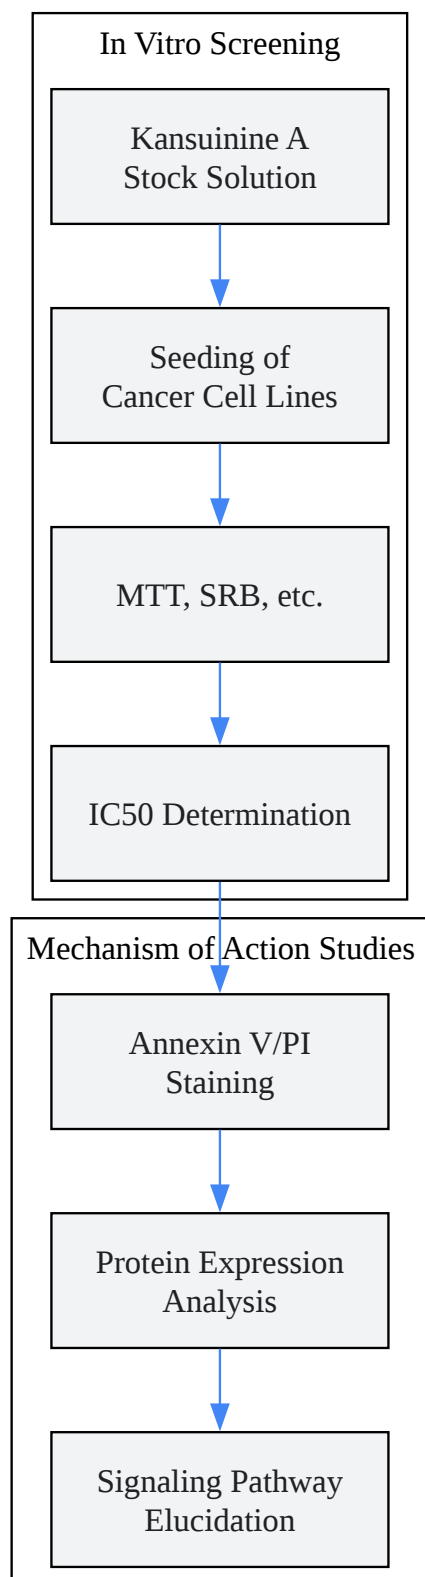 In Vitro Screening
Kansuinine A
Stock Solution
Seeding of
Cancer Cell Lines
MTT, SRB, etc.
IC50 Determination
Mechanism of Action Studies
Annexin V/PI
Staining
Protein Expression
Analysis
Signaling Pathway
Elucidation